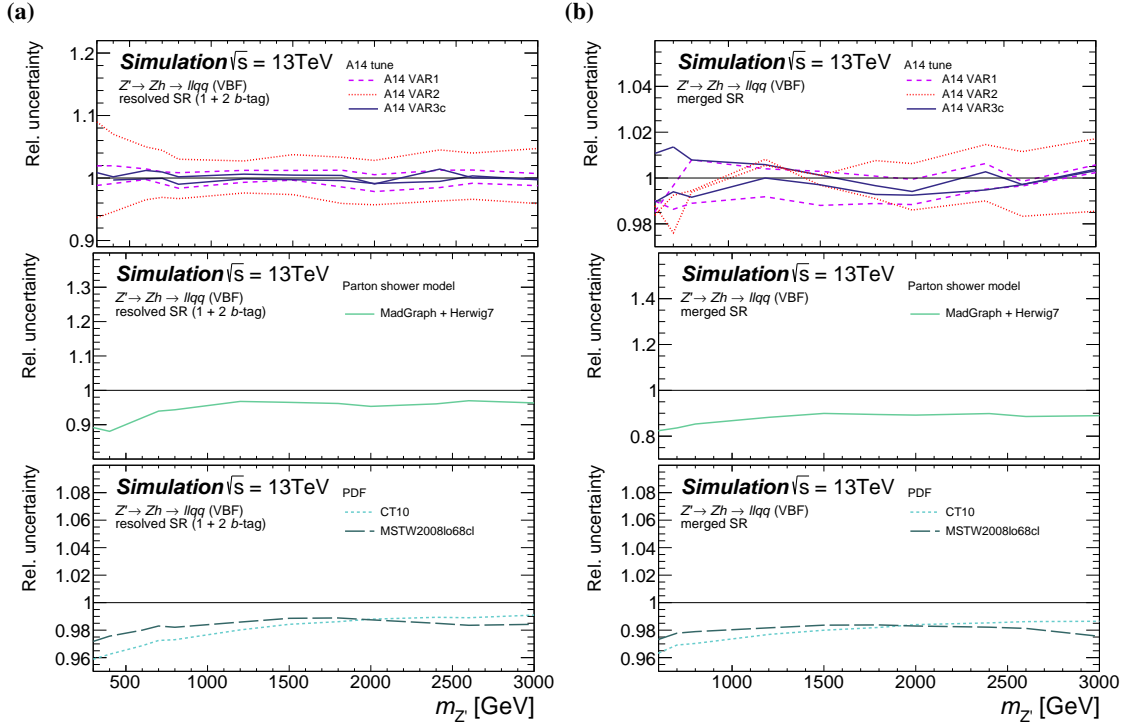 (a)
(b)
Rel. uncertainty
1.2
1.1
1
0.9
Simulation √s = 13TeV
Z' → Zh → llqq (VBF)
resolved SR (1 + 2 b-tag)
A14 tune
A14 VAR1
A14 VAR2
A14 VAR3c
Rel. uncertainty
1.04
1.02
1
0.98
Simulation √s = 13TeV
Z' → Zh → llqq (VBF)
merged SR
A14 tune
A14 VAR1
A14 VAR2
A14 VAR3c
Rel. uncertainty
1.3
1.2
1.1
1
0.9
Simulation √s = 13TeV
Z' → Zh → llqq (VBF)
resolved SR (1 + 2 b-tag)
Parton shower model
MadGraph + Herwig7
Rel. uncertainty
1.4
1.2
1
0.8
Simulation √s = 13TeV
Z' → Zh → llqq (VBF)
merged SR
Parton shower model
MadGraph + Herwig7
Rel. uncertainty
1.08
1.06
1.04
1.02
1
0.98
0.96
Simulation √s = 13TeV
Z' → Zh → llqq (VBF)
resolved SR (1 + 2 b-tag)
PDF
CT10
MSTW2008lo68cl
500 1000 1500 2000 2500 3000
m_Z' [GeV]
Rel. uncertainty
1.08
1.06
1.04
1.02
1
0.98
0.96
Simulation √s = 13TeV
Z' → Zh → llqq (VBF)
merged SR
PDF
CT10
MSTW2008lo68cl
1000 1500 2000 2500 3000
m_Z' [GeV]